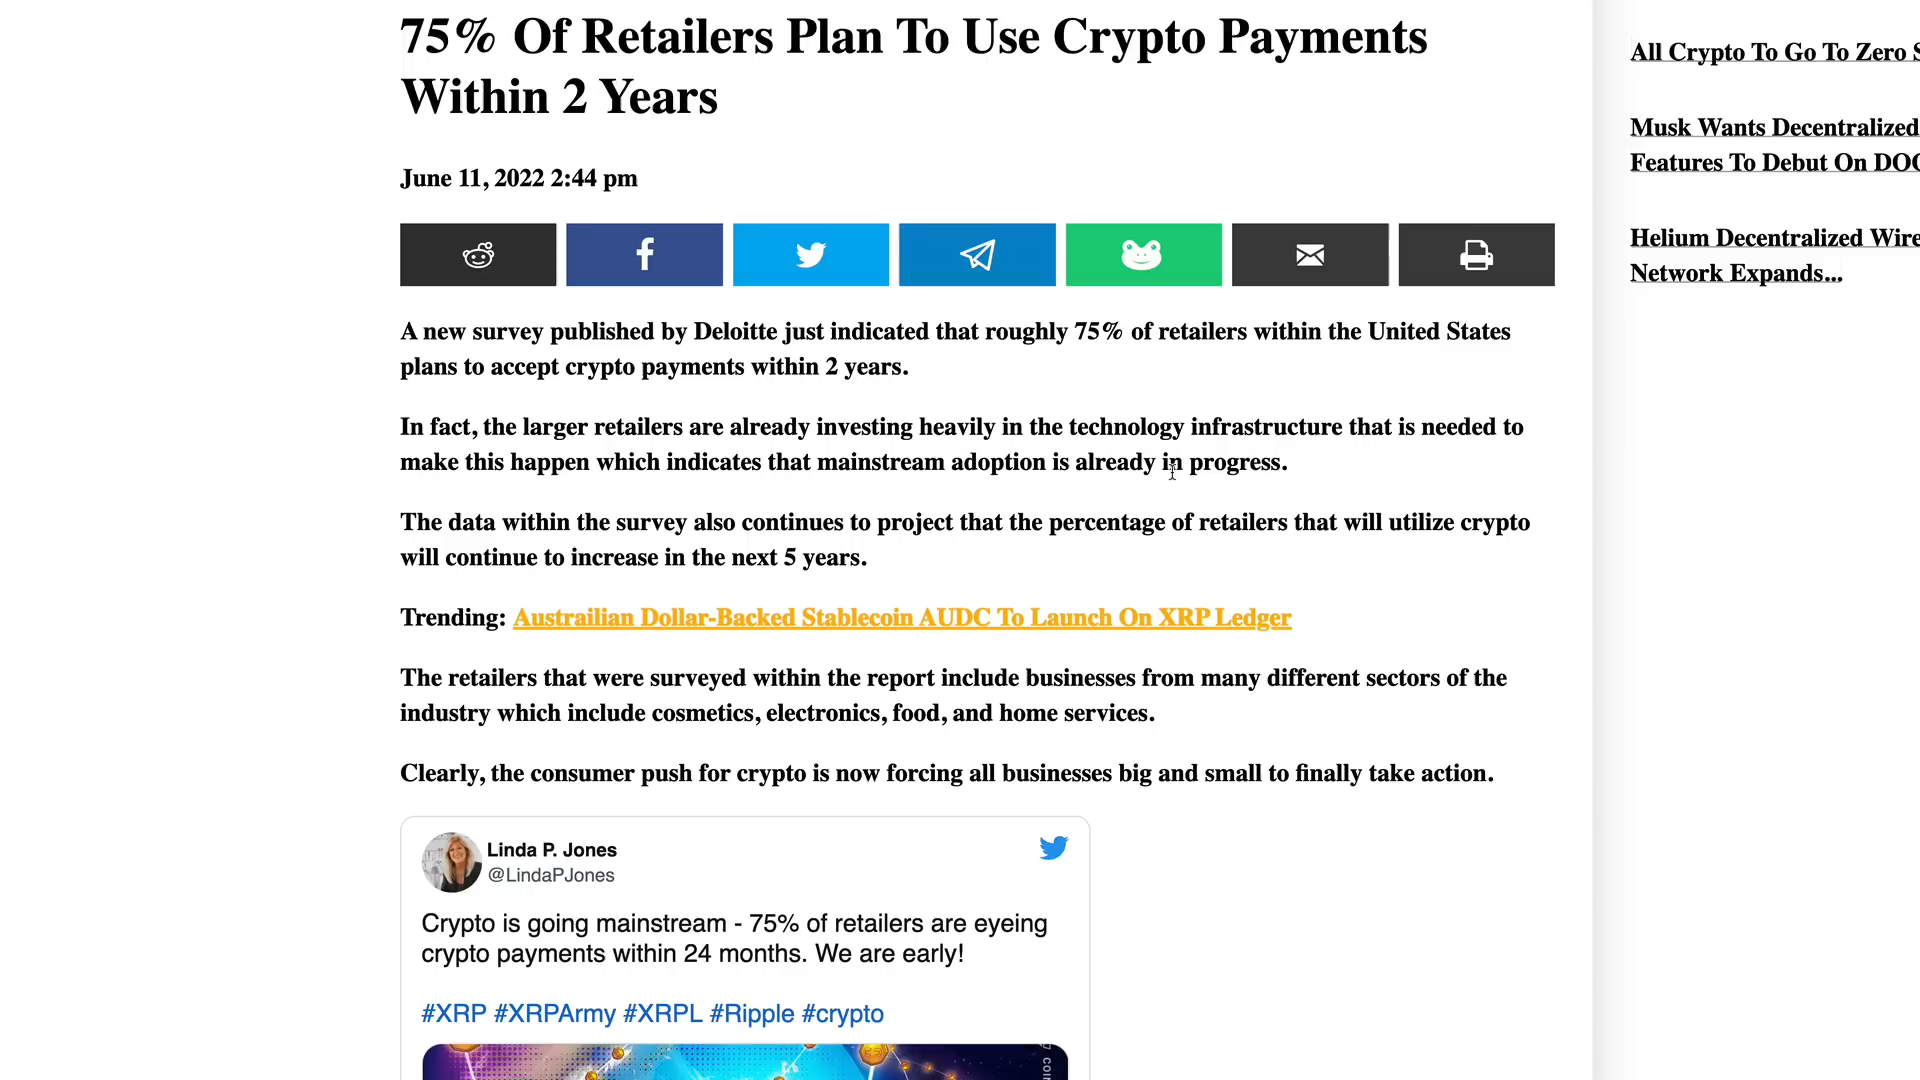 75% Of Retailers Plan To Use Crypto Payments
Within 2 Years
June 11, 2022 2:44 pm
A new survey published by Deloitte just indicated that roughly 75% of retailers within the United States
plans to accept crypto payments within 2 years.
In fact, the larger retailers are already investing heavily in the technology infrastructure that is needed to
make this happen which indicates that mainstream adoption is already in progress.
The data within the survey also continues to project that the percentage of retailers that will utilize crypto
will continue to increase in the next 5 years.
Trending: Austrailian Dollar-Backed Stablecoin AUDC To Launch On XRP Ledger
The retailers that were surveyed within the report include businesses from many different sectors of the
industry which include cosmetics, electronics, food, and home services.
Clearly, the consumer push for crypto is now forcing all businesses big and small to finally take action.
Linda P. Jones
@LindaPJones
Crypto is going mainstream - 75% of retailers are eyeing
crypto payments within 24 months. We are early!
#XRP #XRPArmy #XRPL #Ripple #crypto
All Crypto To Go To Zero
Musk Wants Decentralized
Features To Debut On
Helium Decentralized
Network Expands...